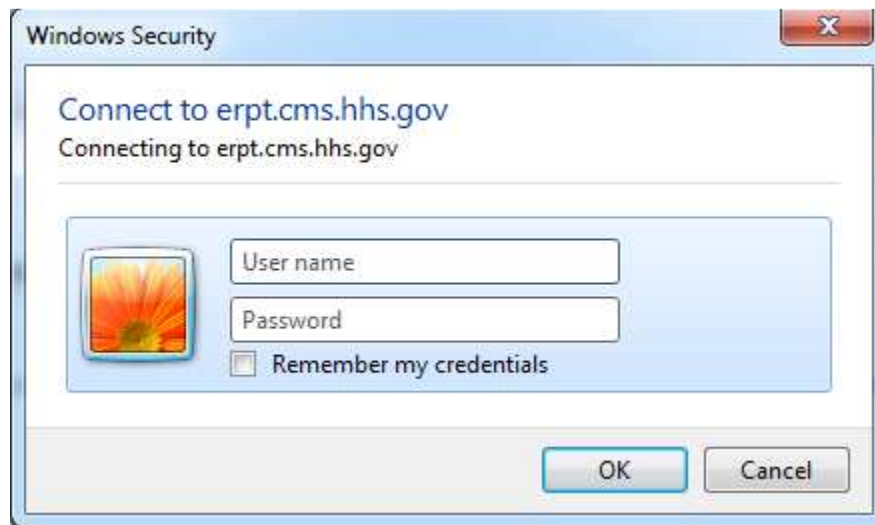 Windows Security
Connect to erpt.cms.hhs.gov
Connecting to erpt.cms.hhs.gov
User name
Password
Remember my credentials
OK
Cancel